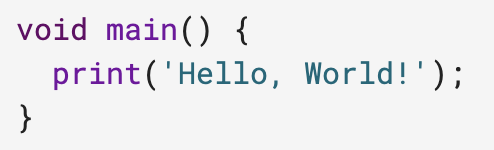 void main() {
  print('Hello, World!');
}